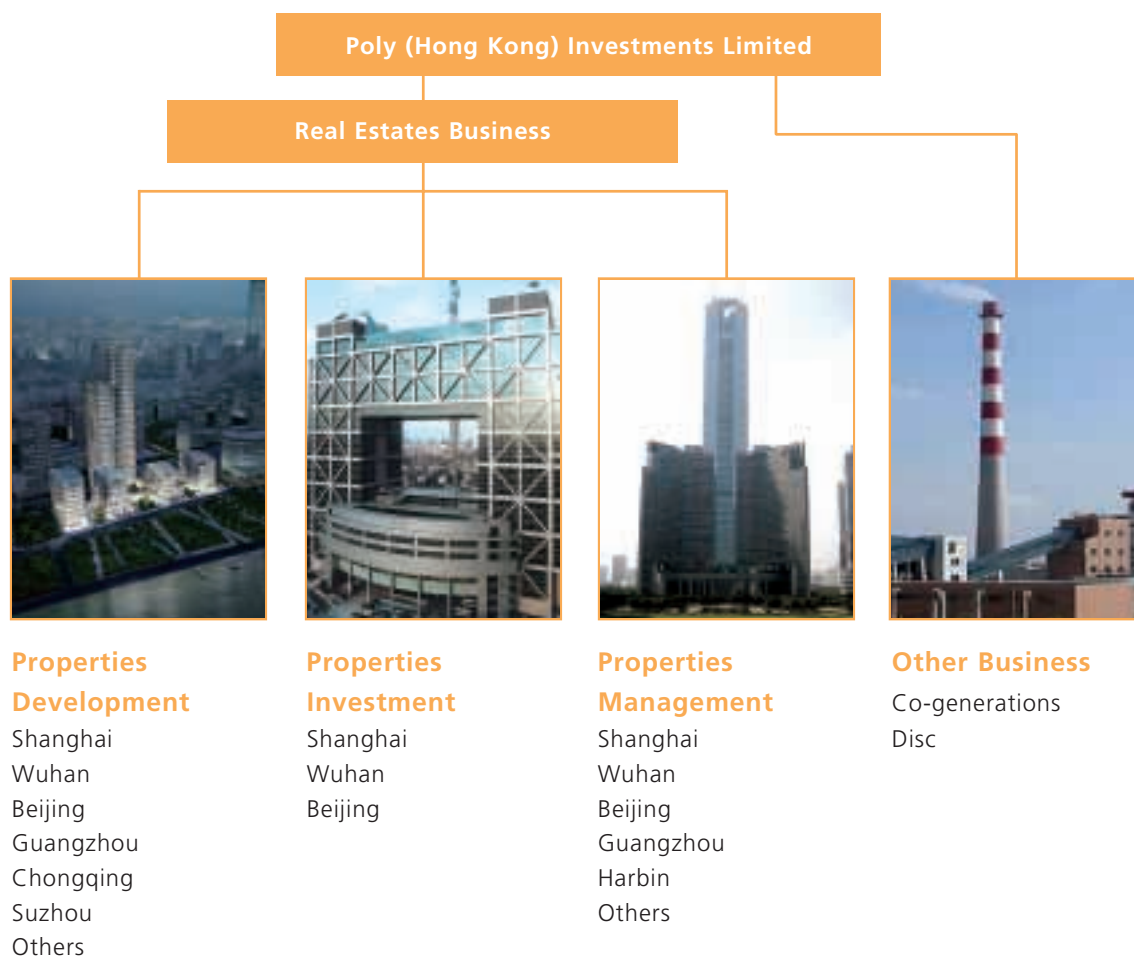 Poly (Hong Kong) Investments Limited
Real Estates Business
Properties
Development
Shanghai
Wuhan
Beijing
Guangzhou
Chongqing
Suzhou
Others
Properties
Investment
Shanghai
Wuhan
Beijing
Properties
Management
Shanghai
Wuhan
Beijing
Guangzhou
Harbin
Others
Other Business
Co-generations
Disc